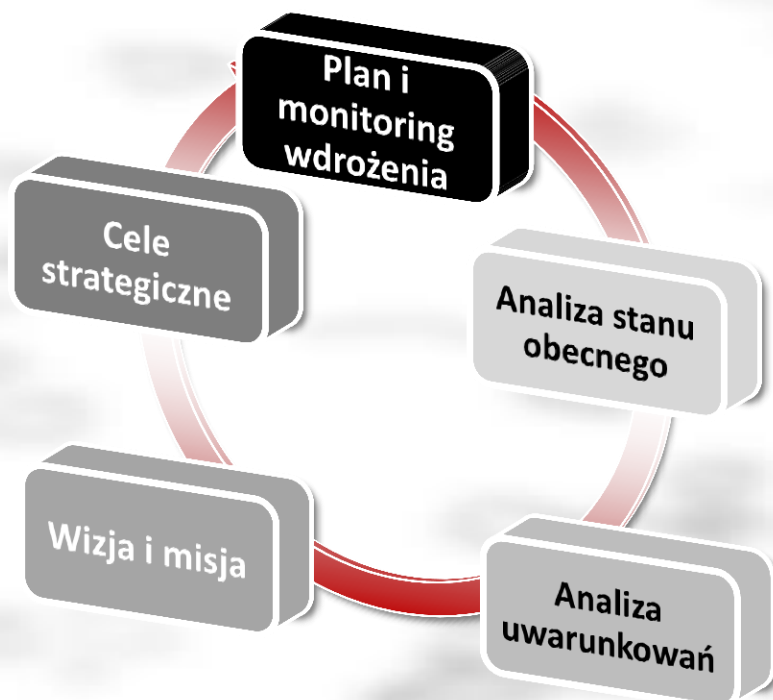 Plan i
monitoring
wdrożenia
Cele
strategiczne
Analiza stanu
obecnego
Wizja i misja
Analiza
uwarunkowań